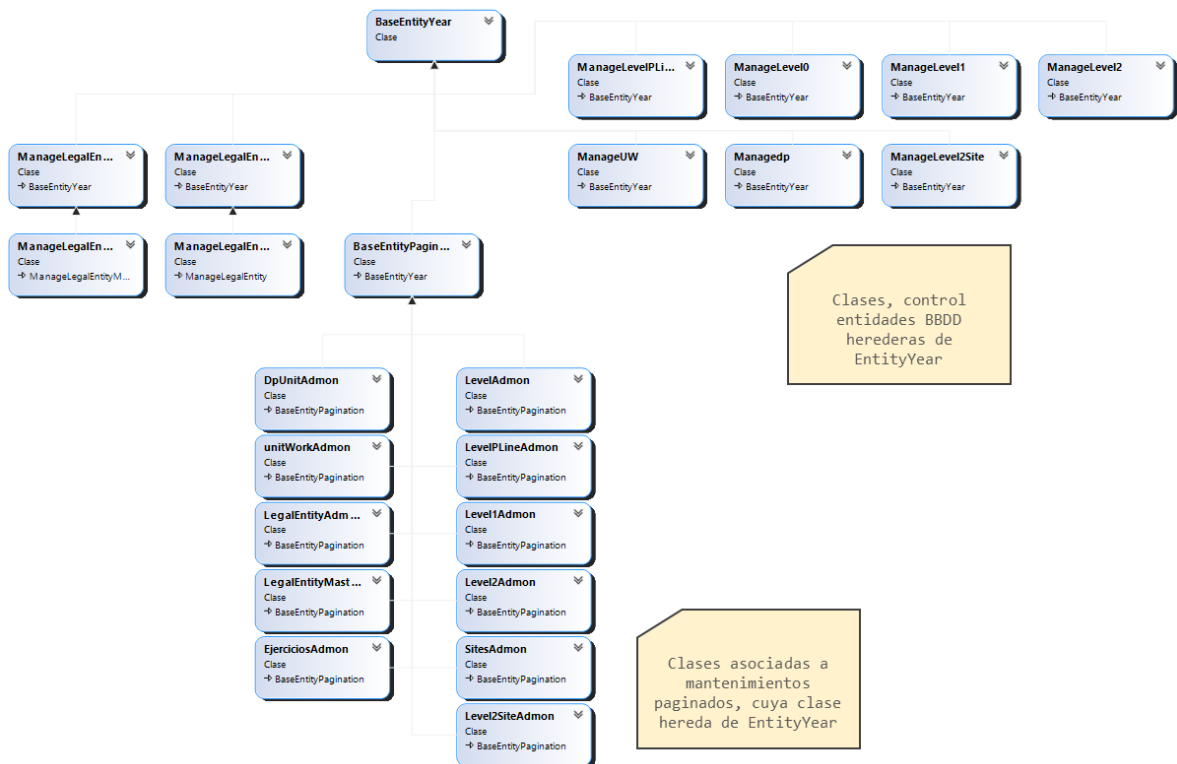 BaseEntityYear
Clase
ManageLevelPLi...
Clase
BaseEntityYear
ManageLevel0
Clase
BaseEntityYear
ManageLevel1
Clase
BaseEntityYear
ManageLevel2
Clase
BaseEntityYear
ManageLegalEn...
Clase
BaseEntityYear
ManageLegalEn...
Clase
BaseEntityYear
ManageUW
Clase
BaseEntityYear
Managedp
Clase
BaseEntityYear
ManageLevel2Site
Clase
BaseEntityYear
ManageLegalEn...
Clase
ManageLegalEntityM...
ManageLegalEn...
Clase
ManageLegalEntity
BaseEntityPagin...
Clase
BaseEntityYear
Clases, control
entidades BBDD
herederas de
EntityYear
DpUnitAdmon
Clase
BaseEntityPagination
LevelAdmon
Clase
BaseEntityPagination
unitWorkAdmon
Clase
BaseEntityPagination
LevelPLineAdmon
Clase
BaseEntityPagination
LegalEntityAdm...
Clase
BaseEntityPagination
Level1Admon
Clase
BaseEntityPagination
LegalEntityMast...
Clase
BaseEntityPagination
Level2Admon
Clase
BaseEntityPagination
EjerciciosAdmon
Clase
BaseEntityPagination
SitesAdmon
Clase
BaseEntityPagination
Level2SiteAdmon
Clase
BaseEntityPagination
Clases asociadas a
mantenimientos
paginados, cuya clase
hereda de EntityYear